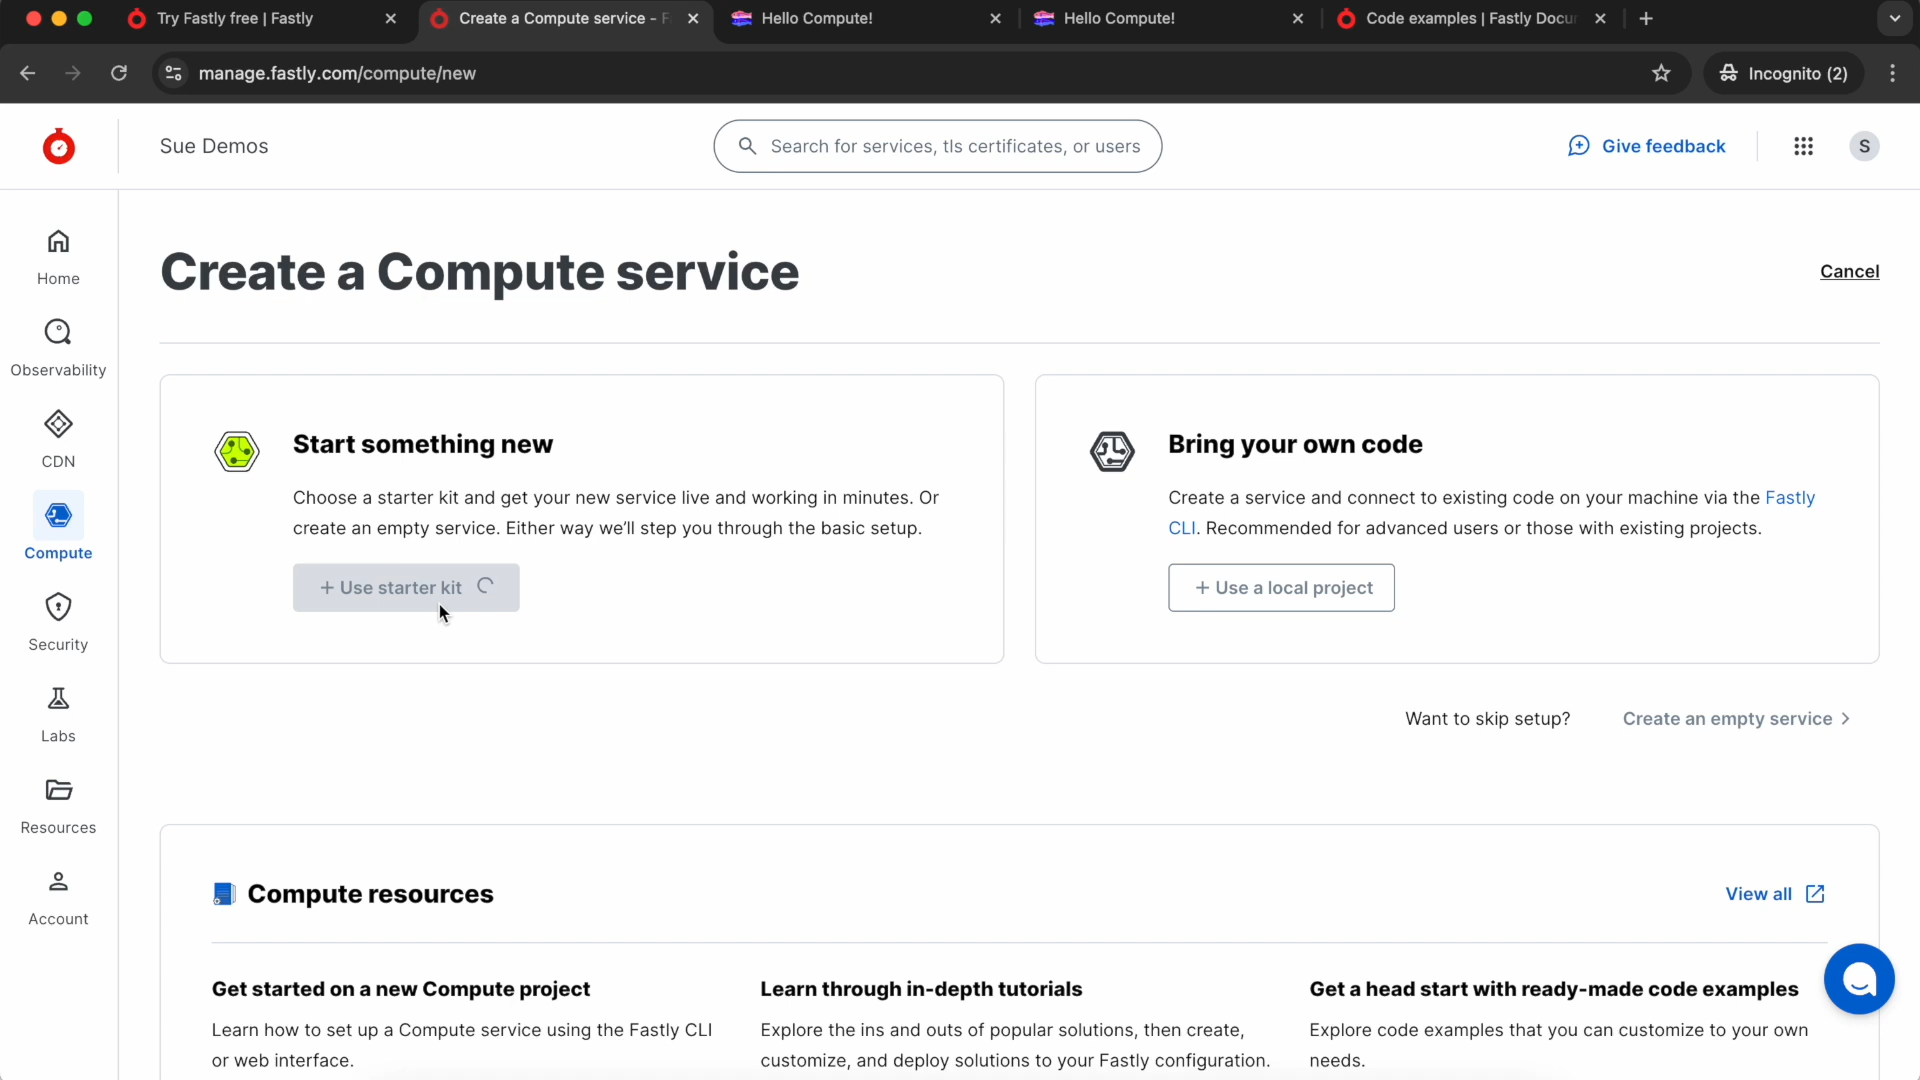 Try Fastly free | Fastly
Create a Compute service - F
Hello Compute!
Hello Compute!
Code examples | Fastly Docu
manage.fastly.com/compute/new
Incognito (2)
Sue Demos
Search for services, tls certificates, or users
Give feedback
S
Home
Observability
CDN
Compute
Security
Labs
Resources
Account
Create a Compute service
Cancel
Start something new
Choose a starter kit and get your new service live and working in minutes. Or
create an empty service. Either way we'll step you through the basic setup.
+ Use starter kit
Bring your own code
Create a service and connect to existing code on your machine via the Fastly
CLI. Recommended for advanced users or those with existing projects.
+ Use a local project
Want to skip setup?
Create an empty service >
Compute resources
View all
Get started on a new Compute project
Learn how to set up a Compute service using the Fastly CLI
or web interface.
Learn through in-depth tutorials
Explore the ins and outs of popular solutions, then create,
customize, and deploy solutions to your Fastly configuration.
Get a head start with ready-made code examples
Explore code examples that you can customize to your own
needs.